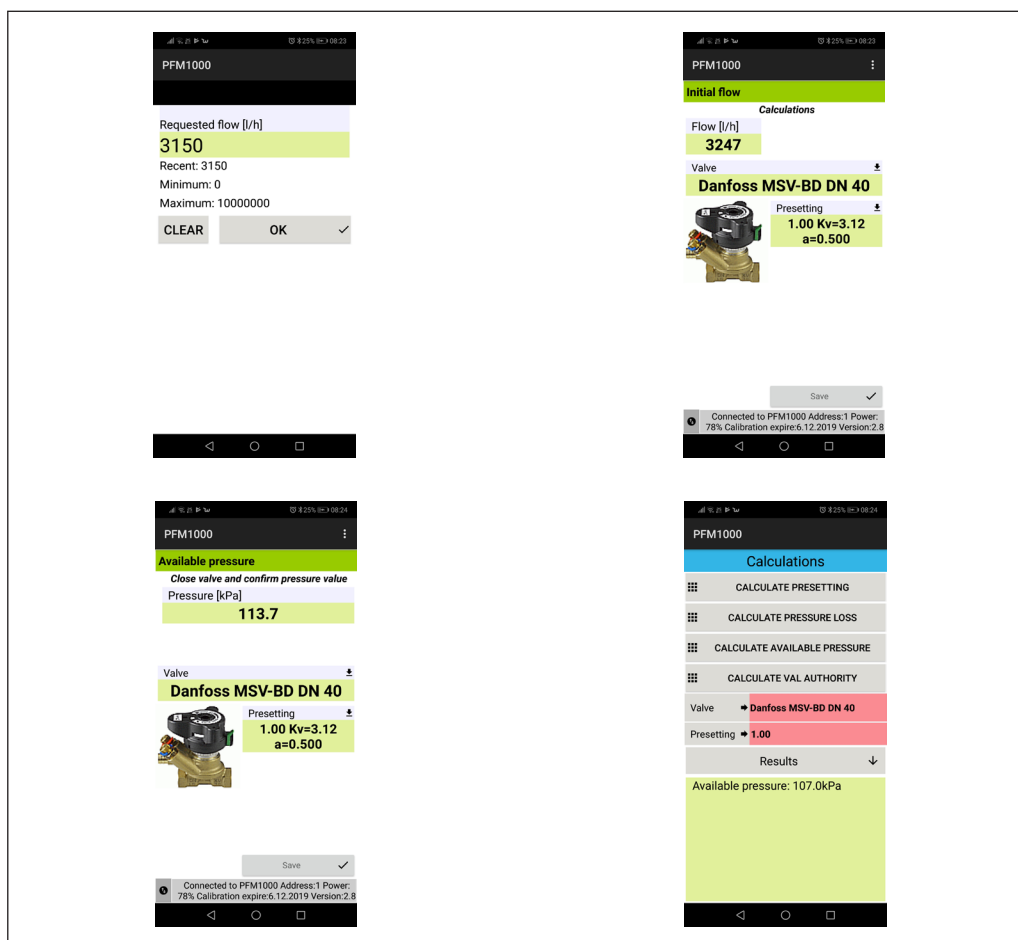 25% 08:23
PFM1000
Requested flow [l/h]
3150
Recent: 3150
Minimum: 0
Maximum: 10000000
CLEAR OK
25% 08:23
PFM1000
Initial flow
Calculations
Flow [l/h]
3247
Valve
Danfoss MSV-BD DN 40
Presetting
1.00 Kv=3.12
a=0.500
Save
Connected to PFM1000 Address:1 Power:
78% Calibration expire:6.12.2019 Version:2.8
25% 08:24
PFM1000
Available pressure
Close valve and confirm pressure value
Pressure [kPa]
113.7
Valve
Danfoss MSV-BD DN 40
Presetting
1.00 Kv=3.12
a=0.500
Save
Connected to PFM1000 Address:1 Power:
78% Calibration expire:6.12.2019 Version:2.8
25% 08:24
PFM1000
Calculations
CALCULATE PRESETTING
CALCULATE PRESSURE LOSS
CALCULATE AVAILABLE PRESSURE
CALCULATE VAL AUTHORITY
Valve Danfoss MSV-BD DN 40
Presetting 1.00
Results
Available pressure: 107.0kPa